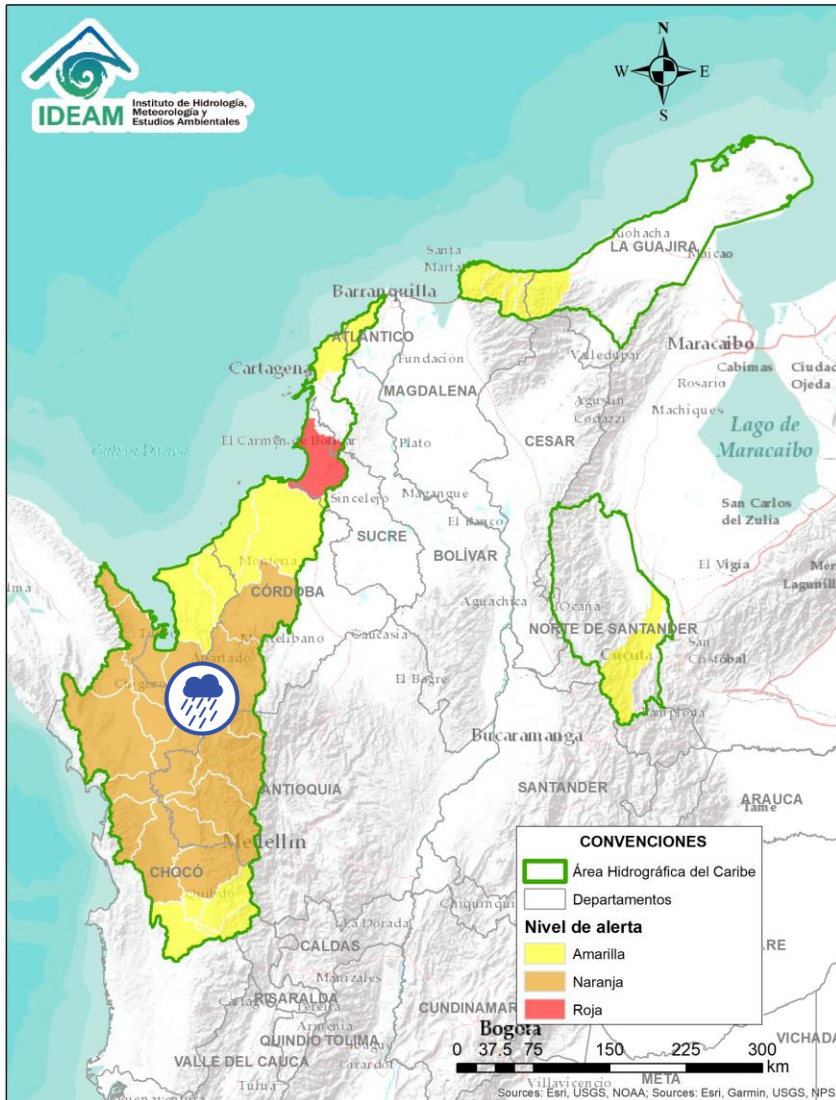 IDEAM
Instituto de Hidrología,
Meteorología y
Estudios Ambientales
N
W
E
S
Riohacha
LA GUAJIRA
Maicao
Santa
Marta
Barranquilla
ATLÁNTICO
Cartagena
Fundación
Valledupar
Maracaibo
Cabimas
Ciudad
Ojeda
Rosario
MAGDALENA
Agustín
Codazzi
Machiques
El Carmen de Bolívar
Plato
CESAR
Lago de
Maracaibo
Sincelejo
Magangue
San Carlos
del Zulia
El Banco
SUCRE
BOLÍVAR
El Vigía
Montería
CÓRDOBA
Aguachica
Ocaña
NORTE DE SANTANDER
Montelíbano
Caucasia
San
Cristóbal
Cúcuta
Apartadó
El Bagre
Pamplona
Bucaramanga
ANTIOQUIA
SANTANDER
ARAUCA
Tame
Medellín
CHOCÓ
Quibdó
La Dorada
CALDAS
Manizales
RISARALDA
Pereira
Armenia
CUNDINAMAR
QUINDÍO
TOLIMA
Ibague
Girardot
Bogotá
VALLE DEL CAUCA
Tuluá
Buenaventura
Villavicencio
META
VICHADA
CONVENCIONES
Área Hidrográfica del Caribe
Departamentos
Nivel de alerta
Amarilla
Naranja
Roja
0 37.5 75 150 225 300
km
Sources: Esri, USGS, NOAA; Sources: Esri, Garmin, USGS, NPS